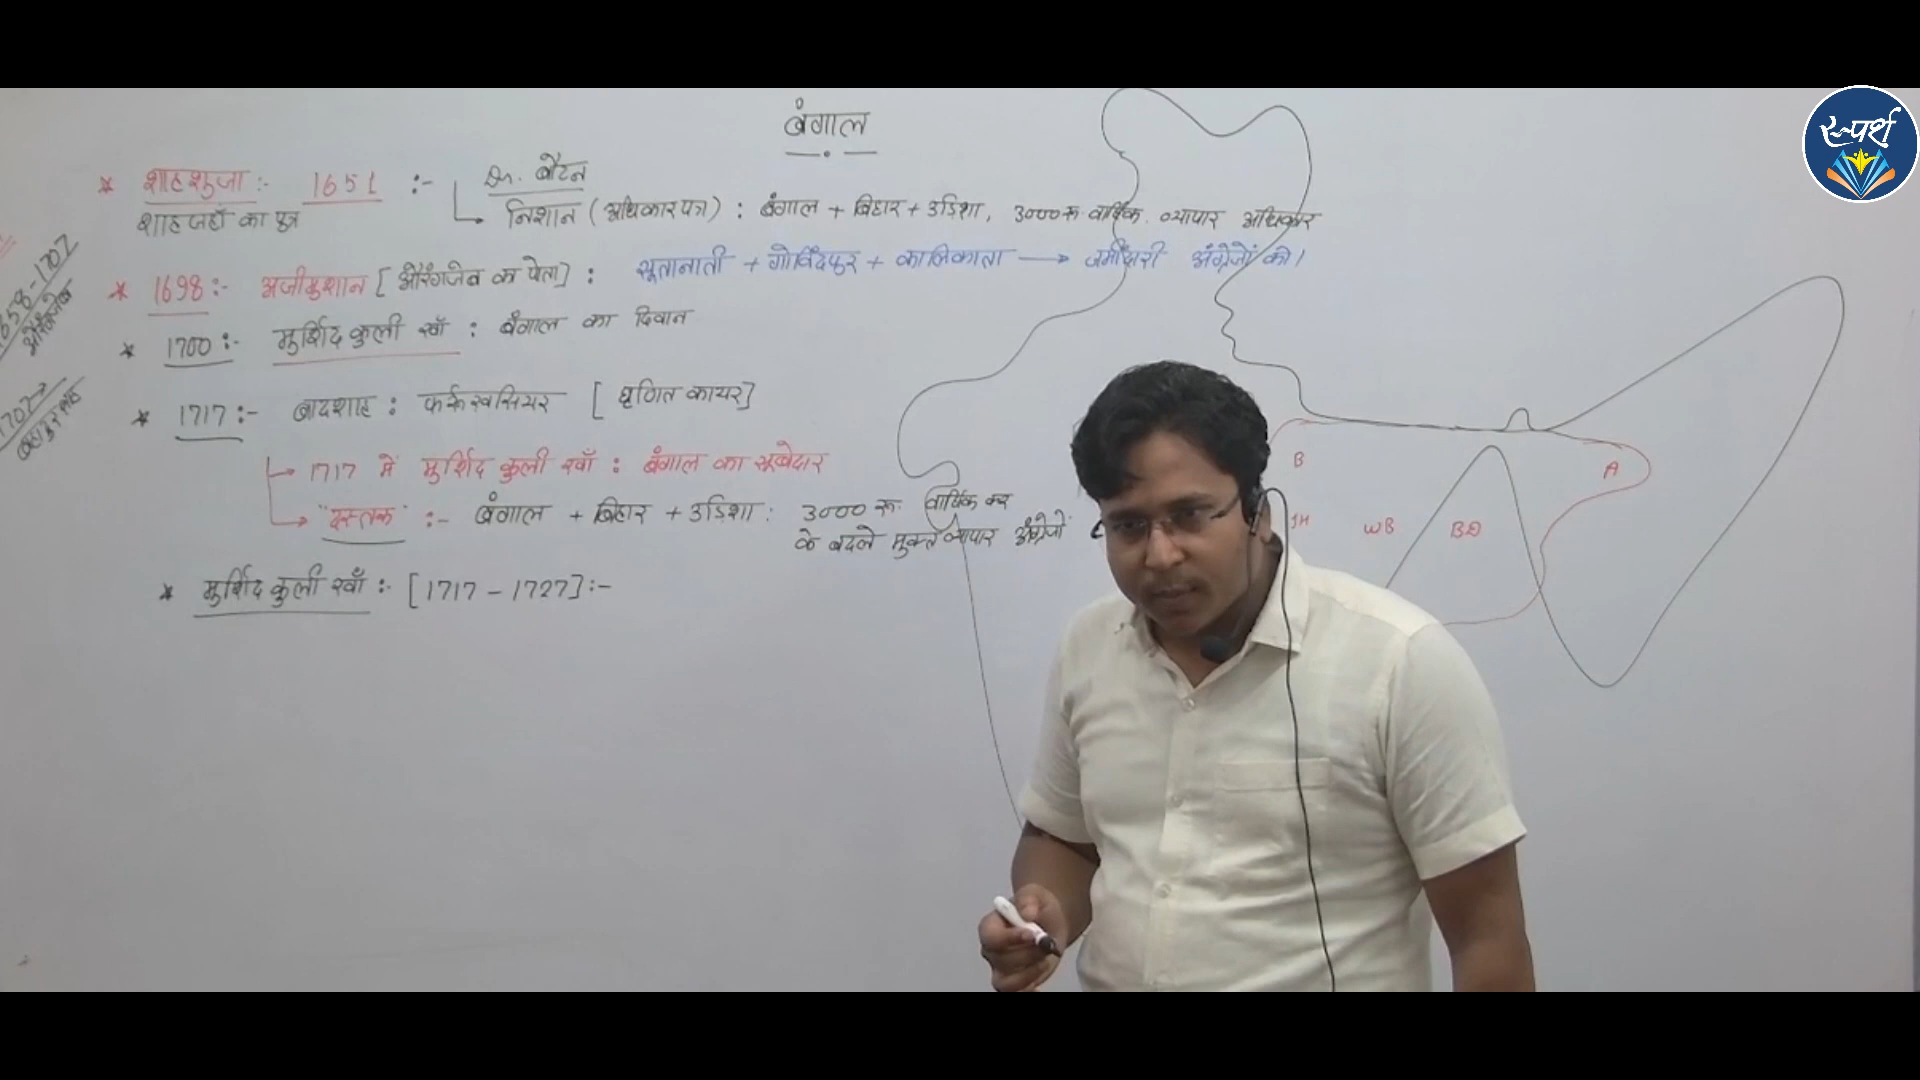 बंगाल
* शाहशुजा :- 1651 :- Dr. बौटन
शाहजहाँ का पुत्र
निशान (अधिकारपत्र) : बंगाल + बिहार + उडिशा, 3000 रू वार्षिक, व्यापार अधिकार
* 1698 :- अजीमुशान [औरंगजेब का पोता] : सूतानाती + गोविंदपुर + कालिकाता → जमींदारी अंग्रेजों को।
* 1700 :- मुर्शिद कुली खाँ : बंगाल का दिवान
* 1717 :- बादशाह : फर्रूखसियर [घृणित कायर]
→ 1717 में मुर्शिद कुली खाँ : बंगाल का सूबेदार
→ "दस्तक" :- बंगाल + बिहार + उडिशा : 3000 रू वार्षिक कर
के बदले मुक्त व्यापार अंग्रेजों
* मुर्शिद कुली खाँ :- [1717 - 1727] :-
1658-1707
औरंगजेब
1707→
B
A
JH
WB
BD
स्पर्श